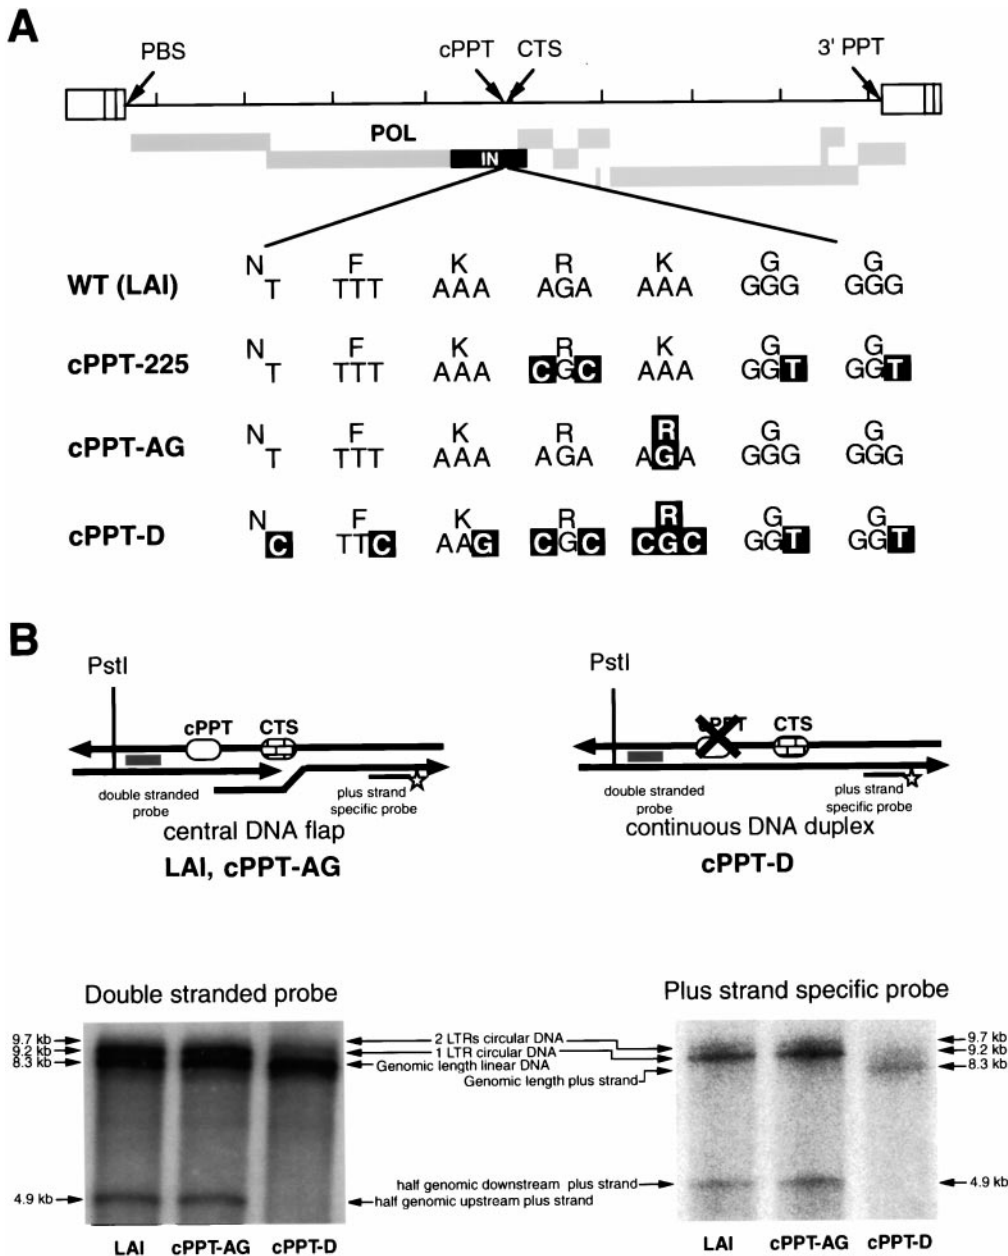 A
PBS
cPPT
CTS
3' PPT
POL
IN
N F K R K G G
WT (LAI) T TTT AAA AGA AAA GGG GGG
N F K R K G G
cPPT-225 T TTT AAA CGC AAA GGT GGT
N F K R R G G
cPPT-AG T TTT AAA AGA AGA GGG GGG
N F K R R G G
cPPT-D C TTC AAG CGC CGC GGT GGT
B
PstI
cPPT
CTS
double stranded
probe
plus strand
specific probe
central DNA flap
LAI, cPPT-AG
PstI
cPPT
CTS
double stranded
probe
plus strand
specific probe
continuous DNA duplex
cPPT-D
Double stranded probe
Plus strand specific probe
9.7 kb
9.2 kb
8.3 kb
4.9 kb
2 LTRs circular DNA
1 LTR circular DNA
Genomic length linear DNA
Genomic length plus strand
half genomic downstream plus strand
half genomic upstream plus strand
9.7 kb
9.2 kb
8.3 kb
4.9 kb
LAI cPPT-AG cPPT-D
LAI cPPT-AG cPPT-D